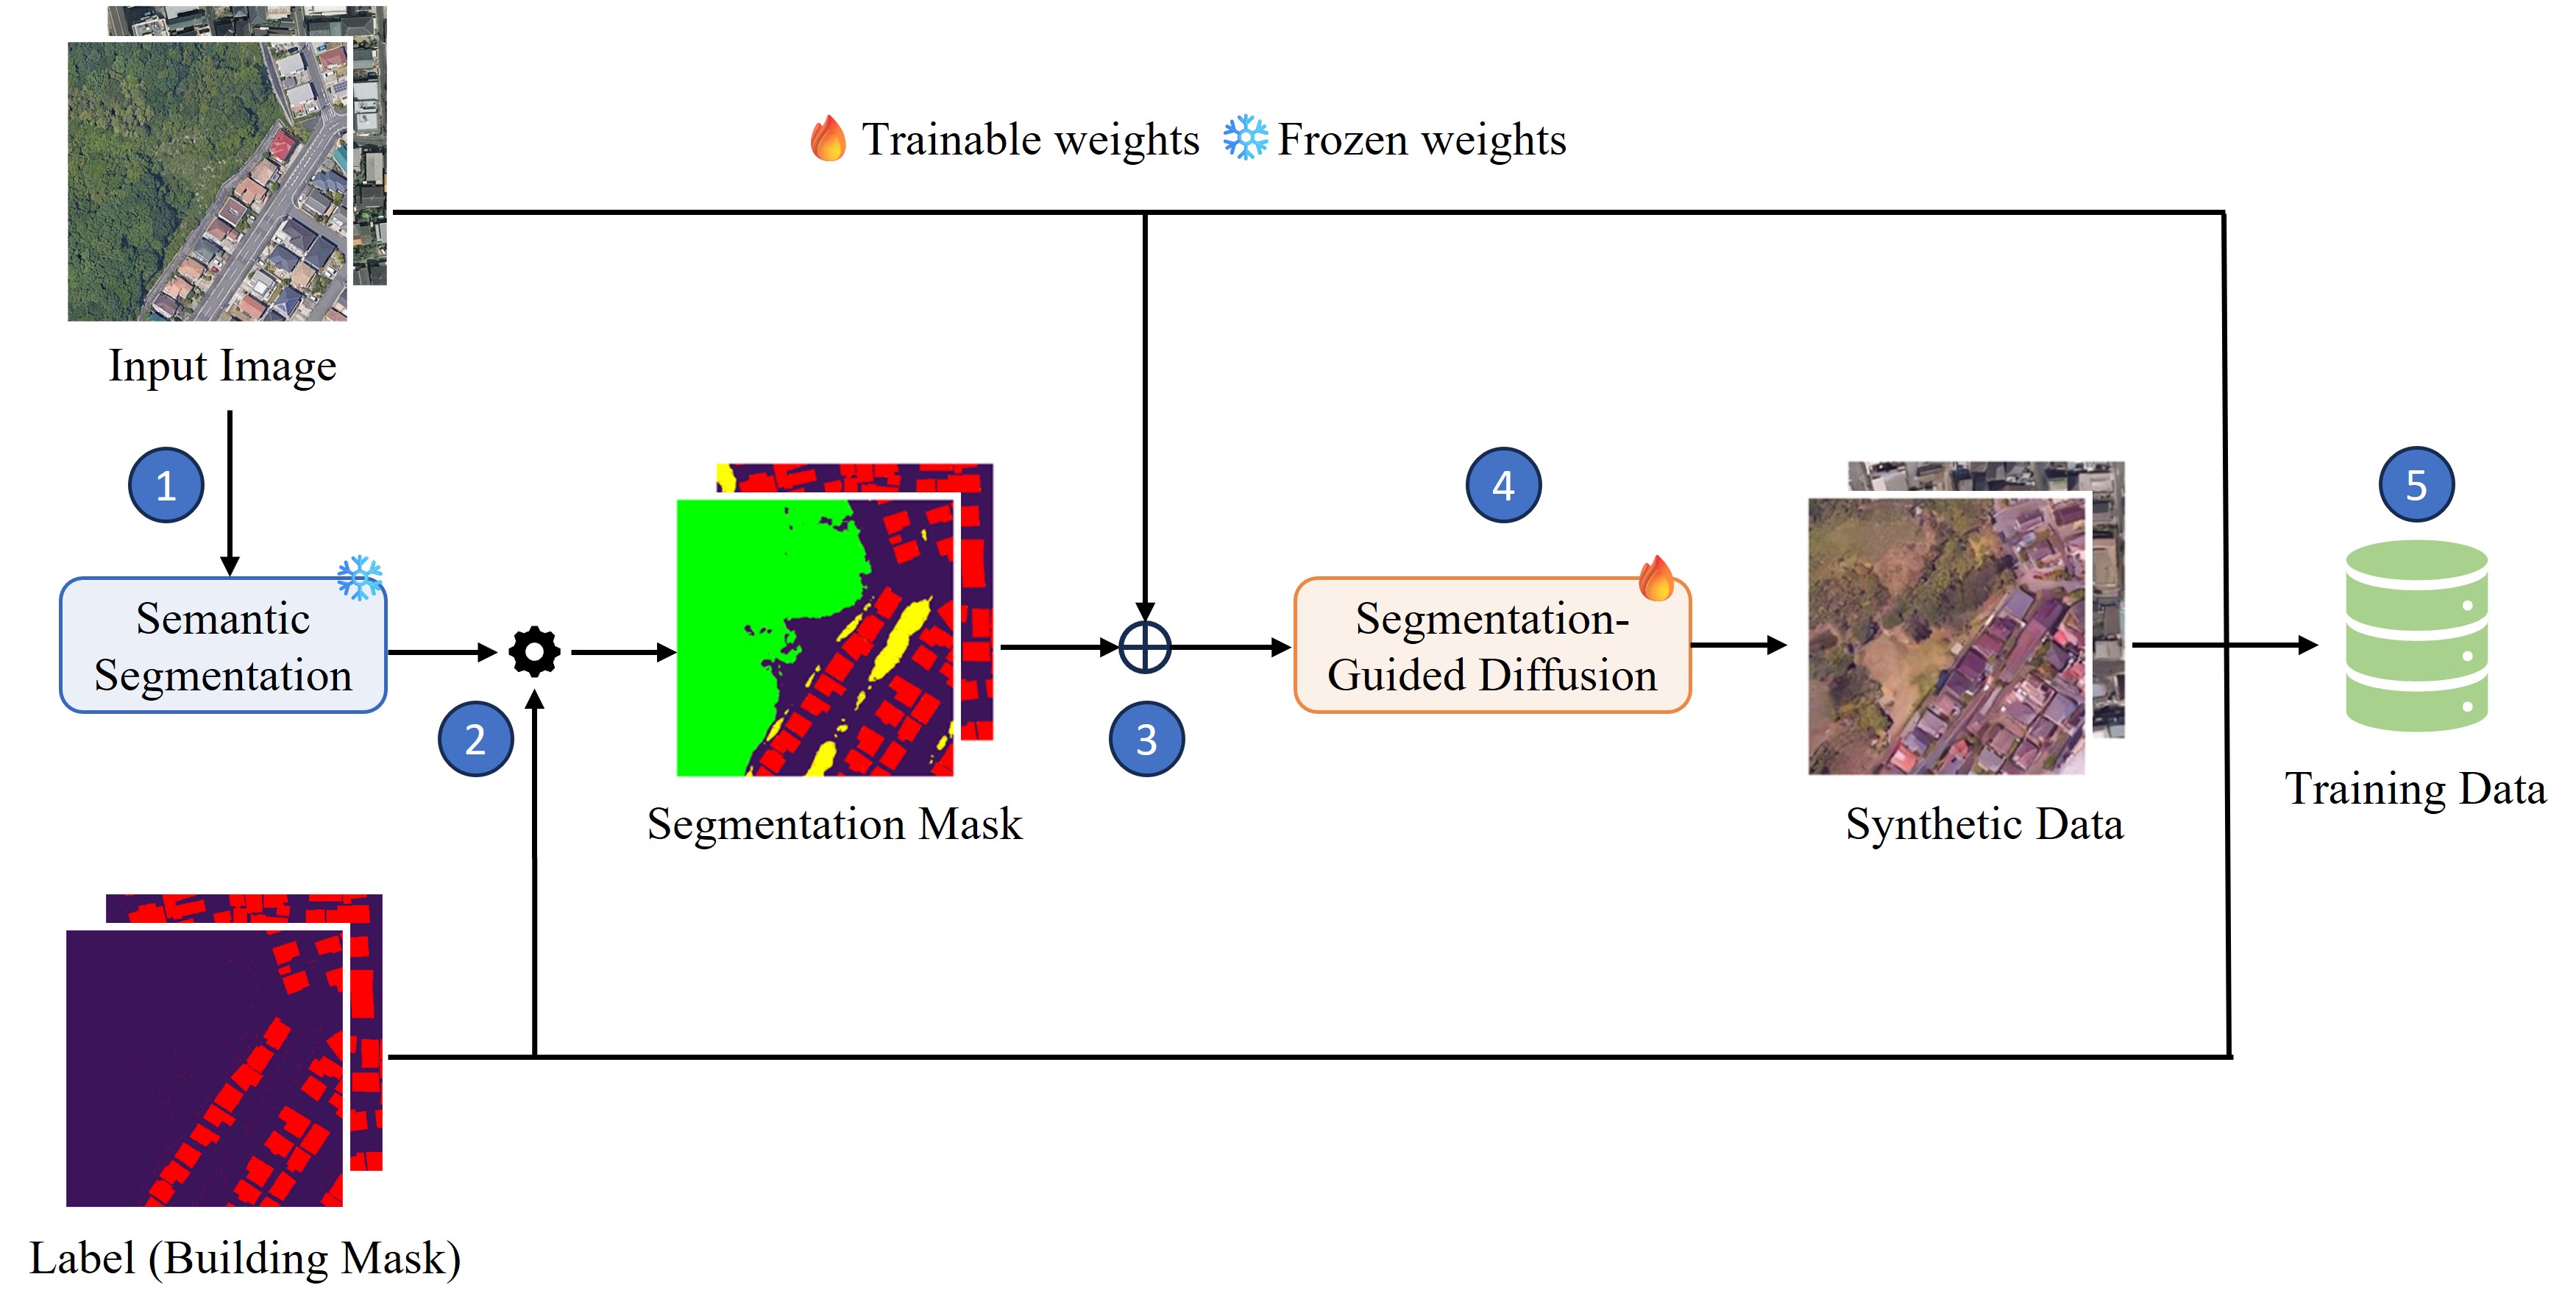 Trainable weights
Frozen weights
Input Image
1
Semantic
Segmentation
2
Segmentation Mask
3
4
Segmentation-
Guided Diffusion
Synthetic Data
5
Training Data
Label (Building Mask)